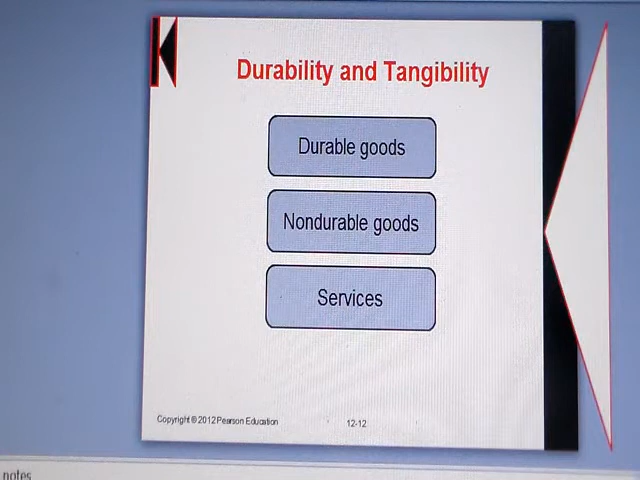 Durability and Tangibility
Durable goods
Nondurable goods
Services
Copyright © 2012 Pearson Education
12-12
notes